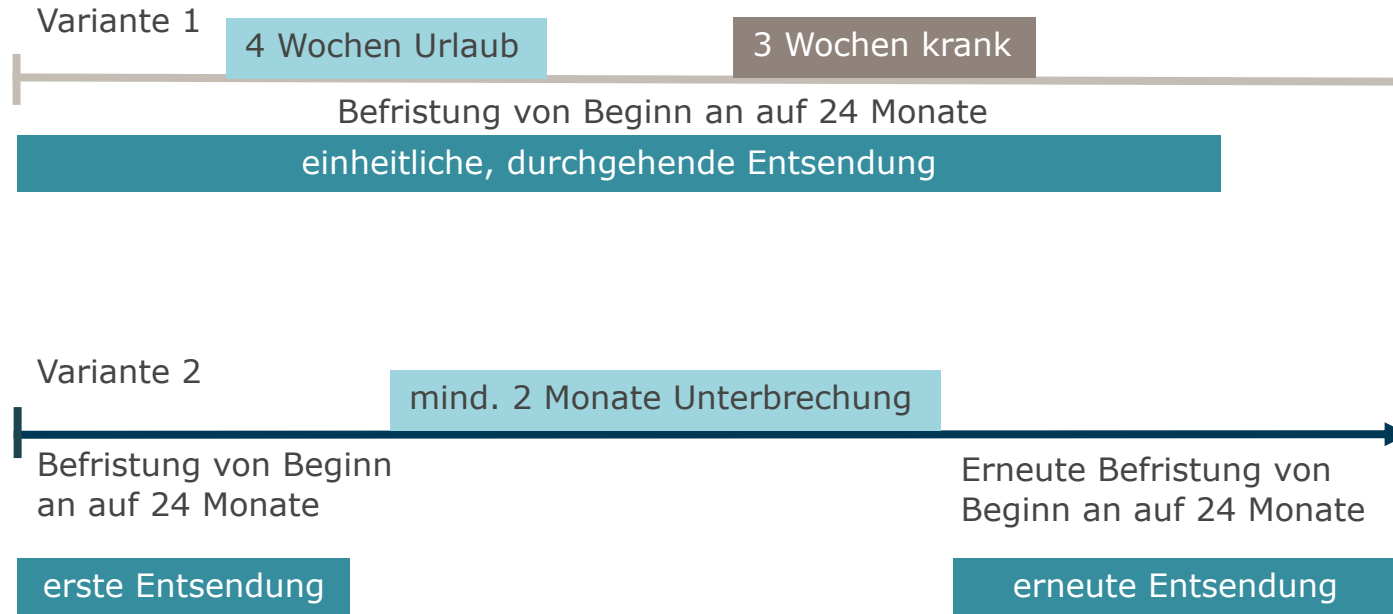 Variante 1
4 Wochen Urlaub
3 Wochen krank
Befristung von Beginn an auf 24 Monate
einheitliche, durchgehende Entsendung
Variante 2
mind. 2 Monate Unterbrechung
Befristung von Beginn
an auf 24 Monate
Erneute Befristung von
Beginn an auf 24 Monate
erste Entsendung
erneute Entsendung